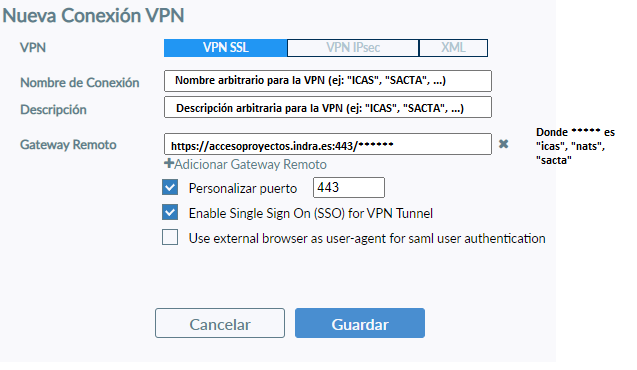 Nueva Conexión VPN
VPN VPN SSL VPN IPsec XML
Nombre de Conexión Nombre arbitrario para la VPN (ej: "ICAS", "SACTA", ...)
Descripción Descripción arbitraria para la VPN (ej: "ICAS", "SACTA", ...)
Gateway Remoto https://accesoproyectos.indra.es:443/****** ✖
Donde ***** es
"icas", "nats",
"sacta"
+Adicionar Gateway Remoto
Personalizar puerto 443
Enable Single Sign On (SSO) for VPN Tunnel
Use external browser as user-agent for saml user authentication
Cancelar Guardar